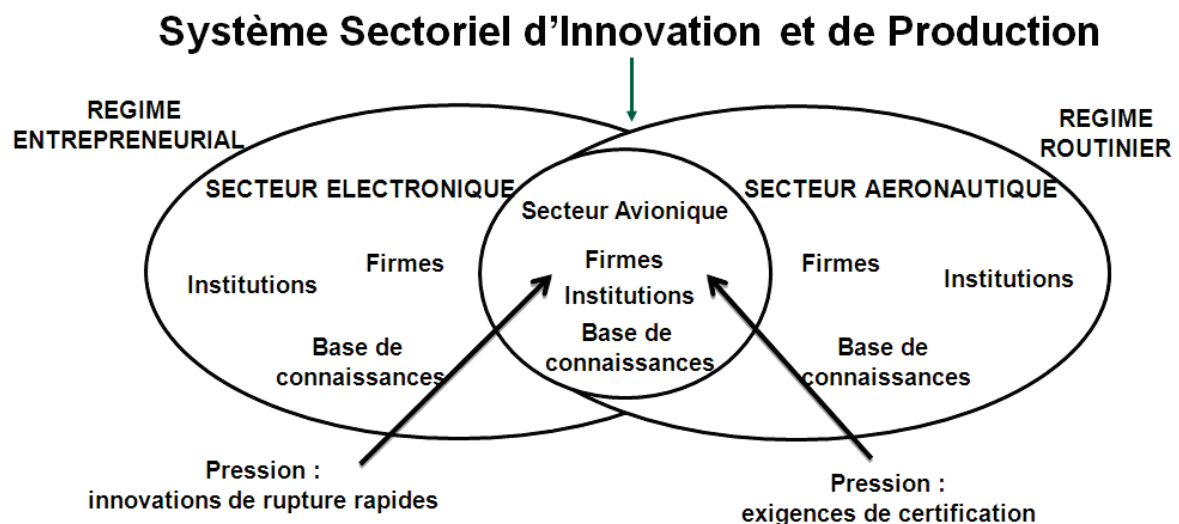 Système Sectoriel d'Innovation et de Production
REGIME
ENTREPRENEURIAL
REGIME
ROUTINIER
SECTEUR ELECTRONIQUE
SECTEUR AERONAUTIQUE
Secteur Avionique
Firmes
Institutions
Base de
connaissances
Firmes
Institutions
Base de
connaissances
Firmes
Institutions
Base de
connaissances
Pression :
innovations de rupture rapides
Pression :
exigences de certification